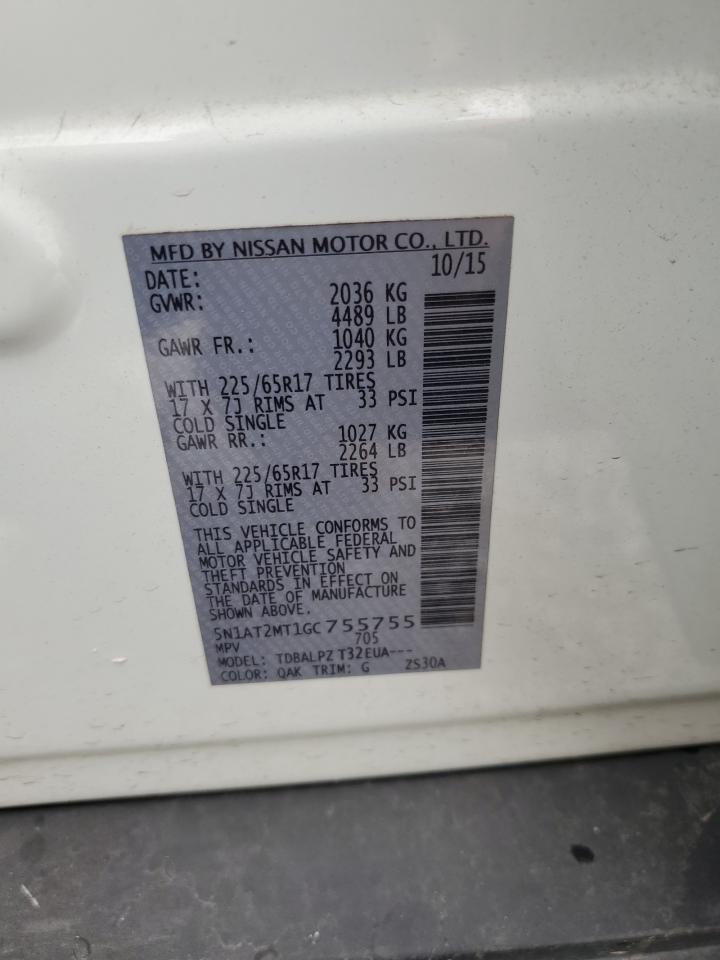 MFD BY NISSAN MOTOR CO., LTD.
DATE: 10/15
GVWR: 2036 KG
4489 LB
GAWR FR.: 1040 KG
2293 LB
WITH 225/65R17 TIRES
17 X 7J RIMS AT 33 PSI
COLD SINGLE
GAWR RR.: 1027 KG
2264 LB
WITH 225/65R17 TIRES
17 X 7J RIMS AT 33 PSI
COLD SINGLE
THIS VEHICLE CONFORMS TO
ALL APPLICABLE FEDERAL
MOTOR VEHICLE SAFETY AND
THEFT PREVENTION
STANDARDS IN EFFECT ON
THE DATE OF MANUFACTURE
SHOWN ABOVE.
5N1AT2MT1GC755755
MPV 705
MODEL: TDBALPZ T32EUA---
COLOR: QAK TRIM: G ZS30A